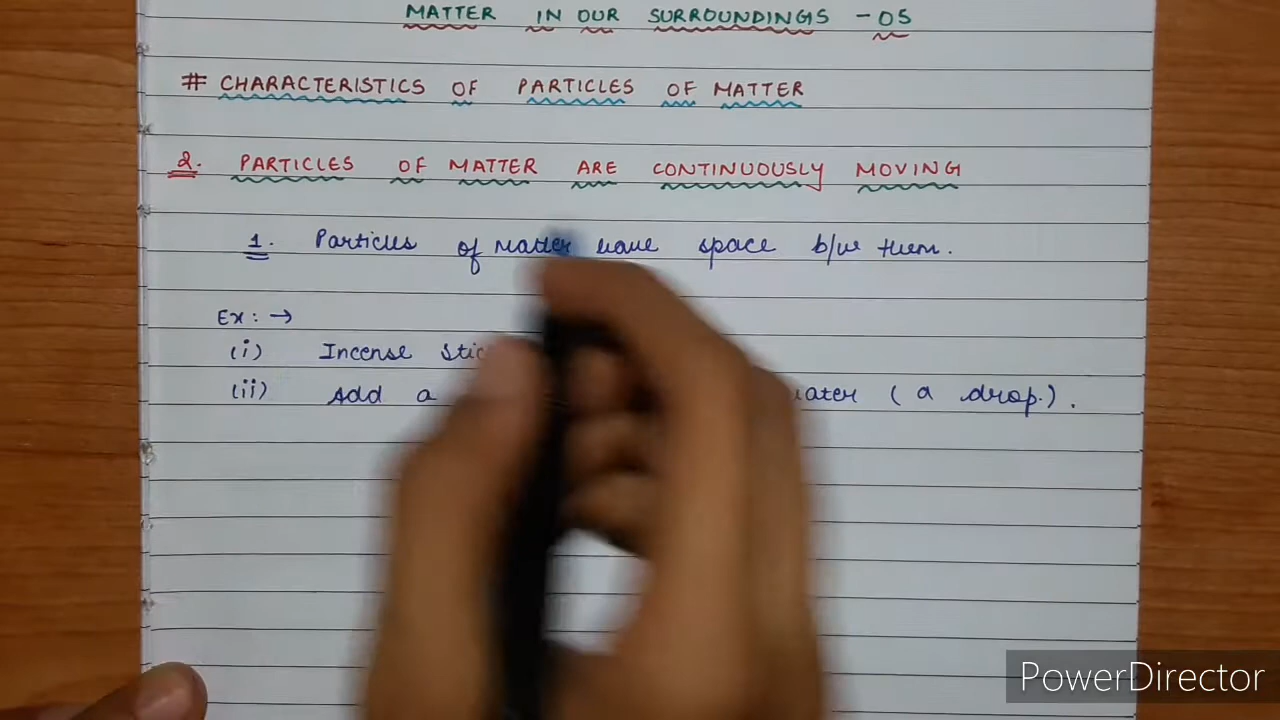 MATTER IN OUR SURROUNDINGS - 05
# CHARACTERISTICS OF PARTICLES OF MATTER
2. PARTICLES OF MATTER ARE CONTINUOUSLY MOVING
1. Particles of Matter have space b/w them.
Ex: →
(i) Incense
(ii) Add a water ( a drop.) .
PowerDirector